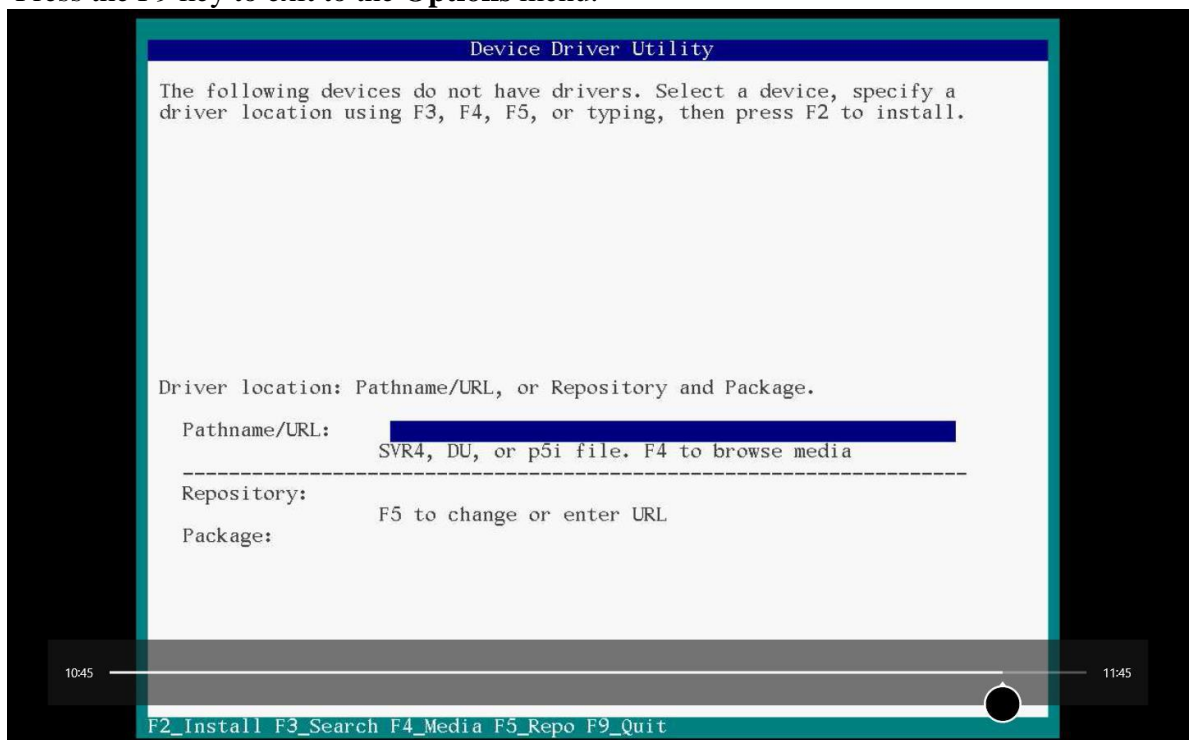 Press the F9 key to exit to the Options menu.
Device Driver Utility
The following devices do not have drivers. Select a device, specify a
driver location using F3, F4, F5, or typing, then press F2 to install.
Driver location: Pathname/URL, or Repository and Package.
Pathname/URL:
SVR4, DU, or p5i file. F4 to browse media
--------------------------------------------------------------------
Repository:
F5 to change or enter URL
Package:
10:45
11:45
F2_Install F3_Search F4_Media F5_Repo F9_Quit